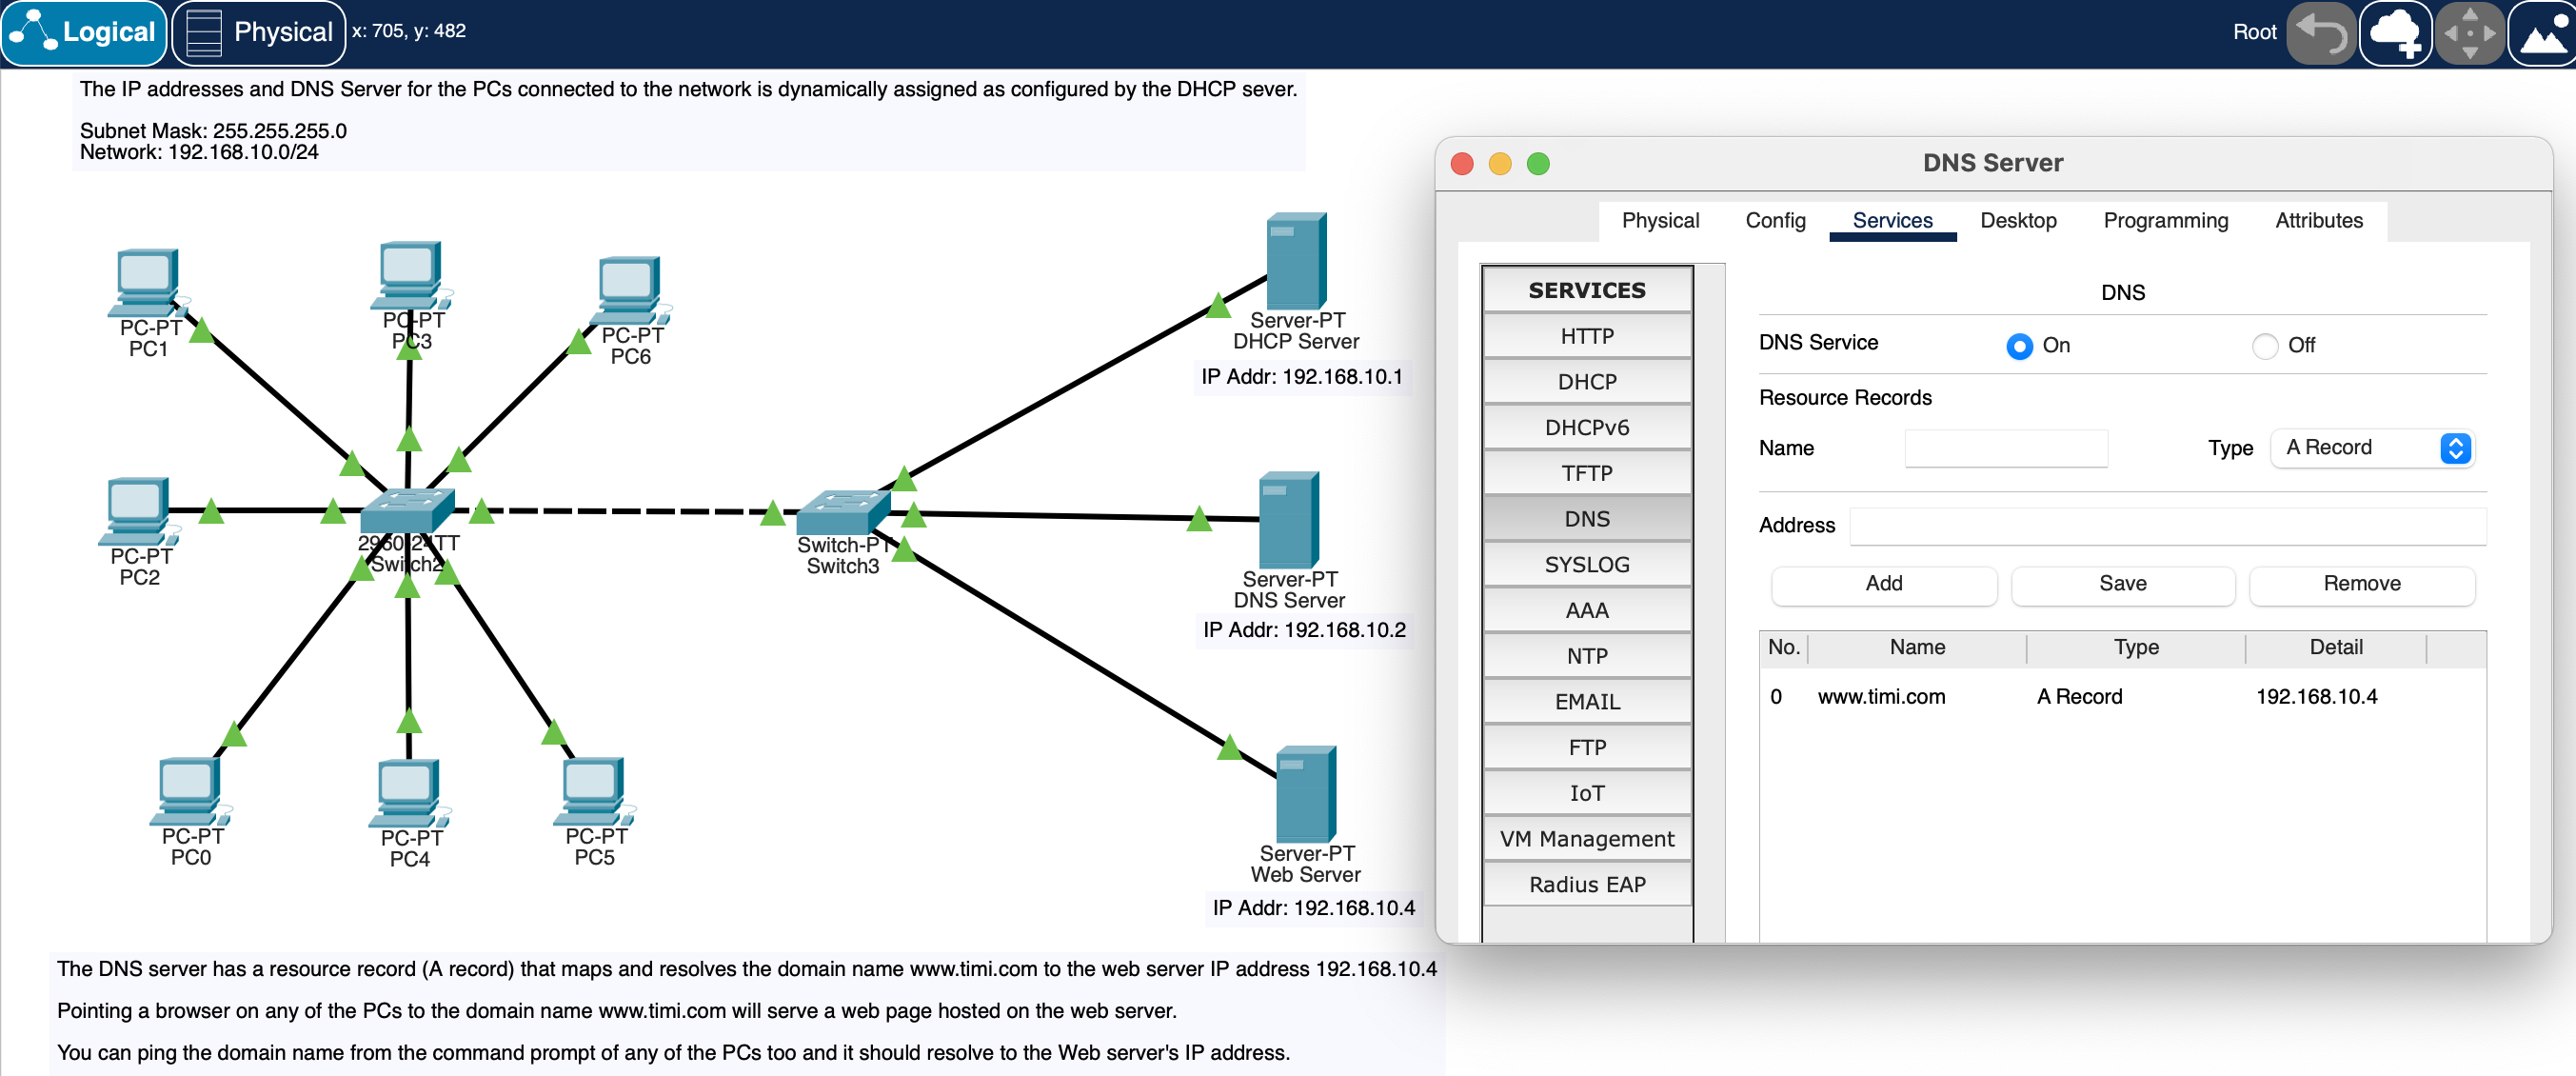 Logical
Physical
x: 705, y: 482
Root
The IP addresses and DNS Server for the PCs connected to the network is dynamically assigned as configured by the DHCP sever.
Subnet Mask: 255.255.255.0
Network: 192.168.10.0/24
PC-PT
PC1
PC-PT
PC3
PC-PT
PC6
PC-PT
PC2
2960-24TT
Switch2
Switch-PT
Switch3
PC-PT
PC0
PC-PT
PC4
PC-PT
PC5
Server-PT
DHCP Server
IP Addr: 192.168.10.1
Server-PT
DNS Server
IP Addr: 192.168.10.2
Server-PT
Web Server
IP Addr: 192.168.10.4
The DNS server has a resource record (A record) that maps and resolves the domain name www.timi.com to the web server IP address 192.168.10.4
Pointing a browser on any of the PCs to the domain name www.timi.com will serve a web page hosted on the web server.
You can ping the domain name from the command prompt of any of the PCs too and it should resolve to the Web server's IP address.
DNS Server
Physical Config Services Desktop Programming Attributes
SERVICES
HTTP
DHCP
DHCPv6
TFTP
DNS
SYSLOG
AAA
NTP
EMAIL
FTP
IoT
VM Management
Radius EAP
DNS
DNS Service On Off
Resource Records
Name Type A Record
Address
Add Save Remove
No. Name Type Detail
0 www.timi.com A Record 192.168.10.4